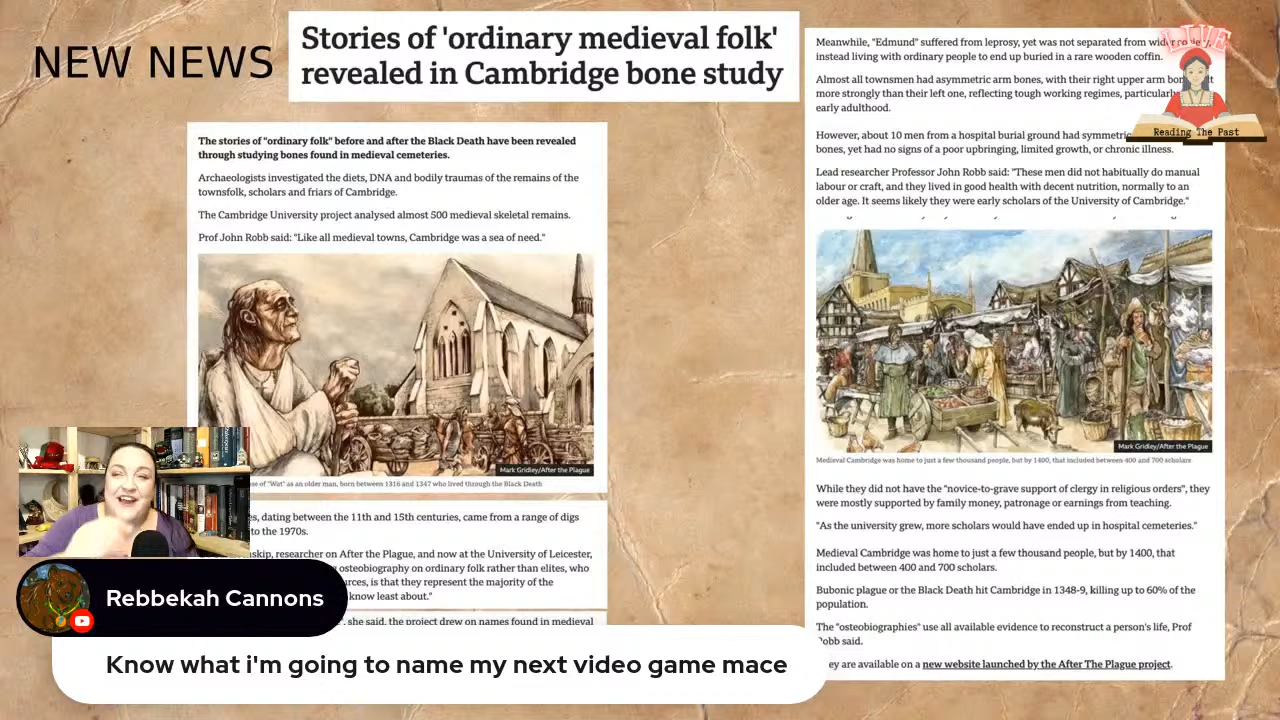 NEW NEWS
Stories of 'ordinary medieval folk'
revealed in Cambridge bone study
The stories of "ordinary folk" before and after the Black Death have been revealed
through studying bones found in medieval cemeteries.
Archaeologists investigated the diets, DNA and bodily traumas of the remains of the
townsfolk, scholars and friars of Cambridge.
The Cambridge University project analysed almost 500 medieval skeletal remains.
Prof John Robb said: "Like all medieval towns, Cambridge was a sea of need."
Mark Gridley/After the Plague
of "Wat" as an older man, born between 1316 and 1347 who lived through the Black Death
dating between the 11th and 15th centuries, came from a range of digs
to the 1970s.
researcher on After the Plague, and now at the University of Leicester,
osteobiography on ordinary folk rather than elites, who
is that they represent the majority of the
know least about."
she said, the project drew on names found in medieval
Meanwhile, "Edmund" suffered from leprosy, yet was not separated from wider
instead living with ordinary people to end up buried in a rare wooden coffin.
Almost all townsmen had asymmetric arm bones, with their right upper arm
more strongly than their left one, reflecting tough working regimes,
early adulthood.
However, about 10 men from a hospital burial ground had
bones, yet had no signs of a poor upbringing, limited growth, or chronic illness.
Lead researcher Professor John Robb said: "These men did not habitually do manual
labour or craft, and they lived in good health with decent nutrition, normally to an
older age. It seems likely they were early scholars of the University of Cambridge."
Mark Gridley/After the Plague
Medieval Cambridge was home to just a few thousand people, but by 1400, that included between 400 and 700 scholars
While they did not have the "novice-to-grave support of clergy in religious orders", they
were mostly supported by family money, patronage or earnings from teaching.
"As the university grew, more scholars would have ended up in hospital cemeteries."
Medieval Cambridge was home to just a few thousand people, but by 1400, that
included between 400 and 700 scholars.
Bubonic plague or the Black Death hit Cambridge in 1348-9, killing up to 60% of the
population.
The "osteobiographies" use all available evidence to reconstruct a person's life, Prof
Robb said.
are available on a new website launched by the After The Plague project.
LIVE
Reading The Past
Rebbekah Cannons
Know what i'm going to name my next video game mace